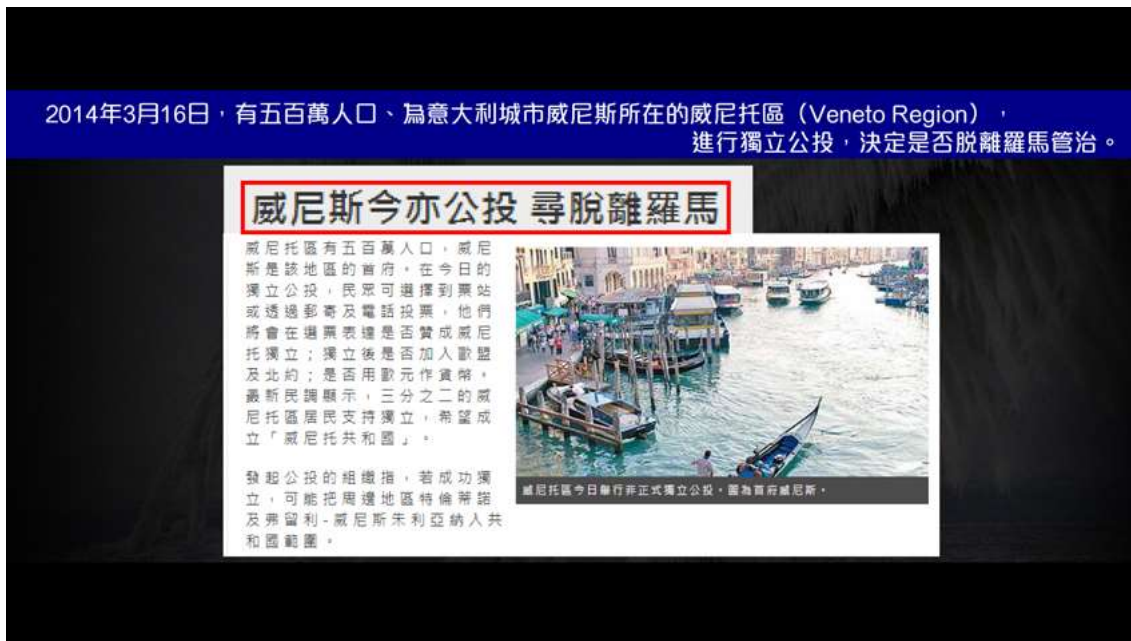 2014年3月16日，有五百萬人口、為意大利城市威尼斯所在的威尼托區（Veneto Region），
進行獨立公投，決定是否脫離羅馬管治。
威尼斯今亦公投 尋脫離羅馬
威尼托區有五百萬人口，威尼
斯是該地區的首府。在今日的
獨立公投，民眾可選擇到票站
或透過郵寄及電話投票，他們
將會在選票表達是否贊成威尼
托獨立；獨立後是否加入歐盟
及北約；是否用歐元作貨幣。
最新民調顯示，三分之二的威
尼托區居民支持獨立，希望成
立「威尼托共和國」。
發起公投的組織指，若成功獨
立，可能把周邊地區特倫蒂諾
及弗留利-威尼斯朱利亞納入共
和國範圍。
威尼托區今日舉行非正式獨立公投。圖為首府威尼斯。